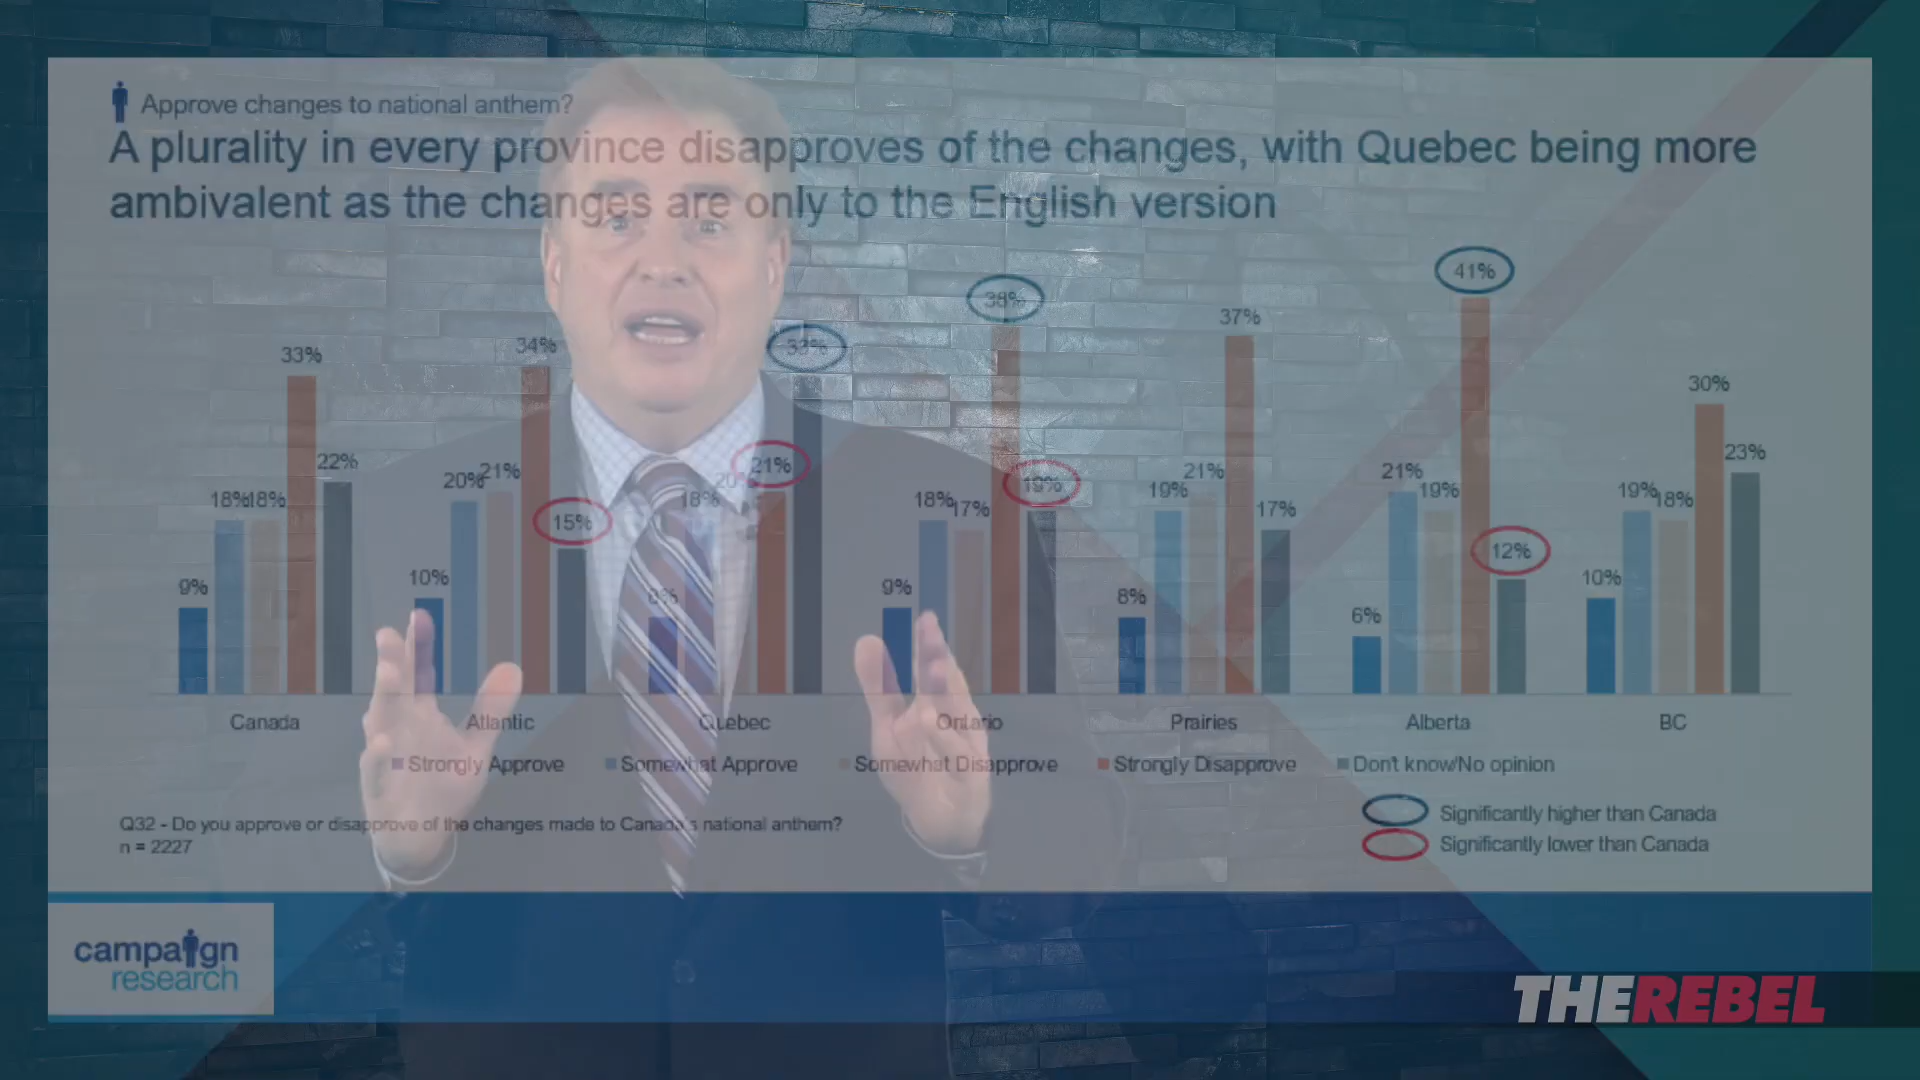 Approve changes to national anthem?
A plurality in every province disapproves of the changes, with Quebec being more
ambivalent as the changes are only to the English version
9% 18% 18% 33% 22%
10% 20% 21% 34% 15%
8% 18% 20% 21% 33%
9% 18% 17% 38% 19%
8% 19% 21% 37% 17%
6% 21% 19% 41% 12%
10% 19% 18% 30% 23%
Canada Atlantic Quebec Ontario Prairies Alberta BC
Strongly Approve Somewhat Approve Somewhat Disapprove Strongly Disapprove Don't know/No opinion
Q32 - Do you approve or disapprove of the changes made to Canada's national anthem?
n = 2227
Significantly higher than Canada
Significantly lower than Canada
campaign
research
THE REBEL